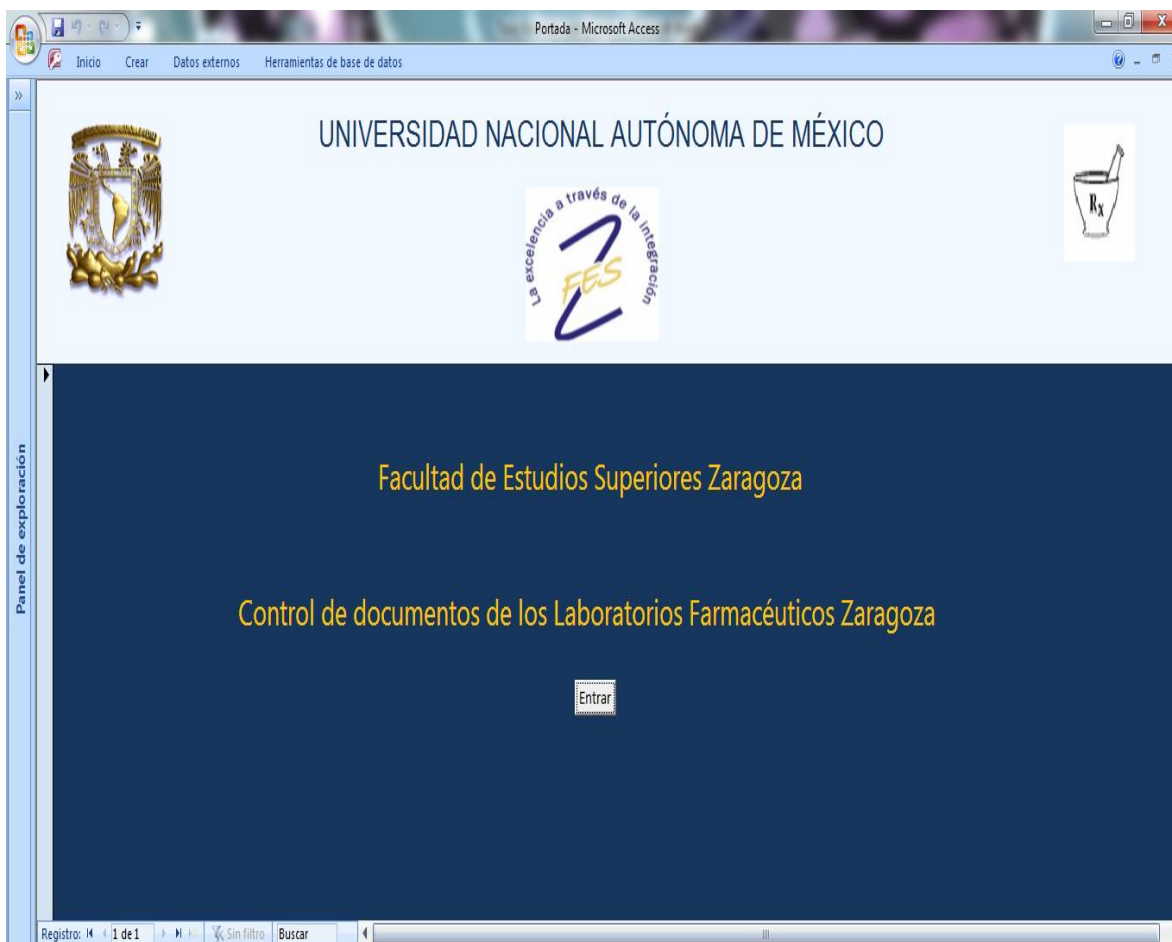 Portada - Microsoft Access
Inicio Crear Datos externos Herramientas de base de datos
»
UNIVERSIDAD NACIONAL AUTÓNOMA DE MÉXICO
La excelencia a través de la integración
FES
Rx
Panel de exploración
Facultad de Estudios Superiores Zaragoza
Control de documentos de los Laboratorios Farmacéuticos Zaragoza
Entrar
Registro: 1 de 1 Sin filtro Buscar